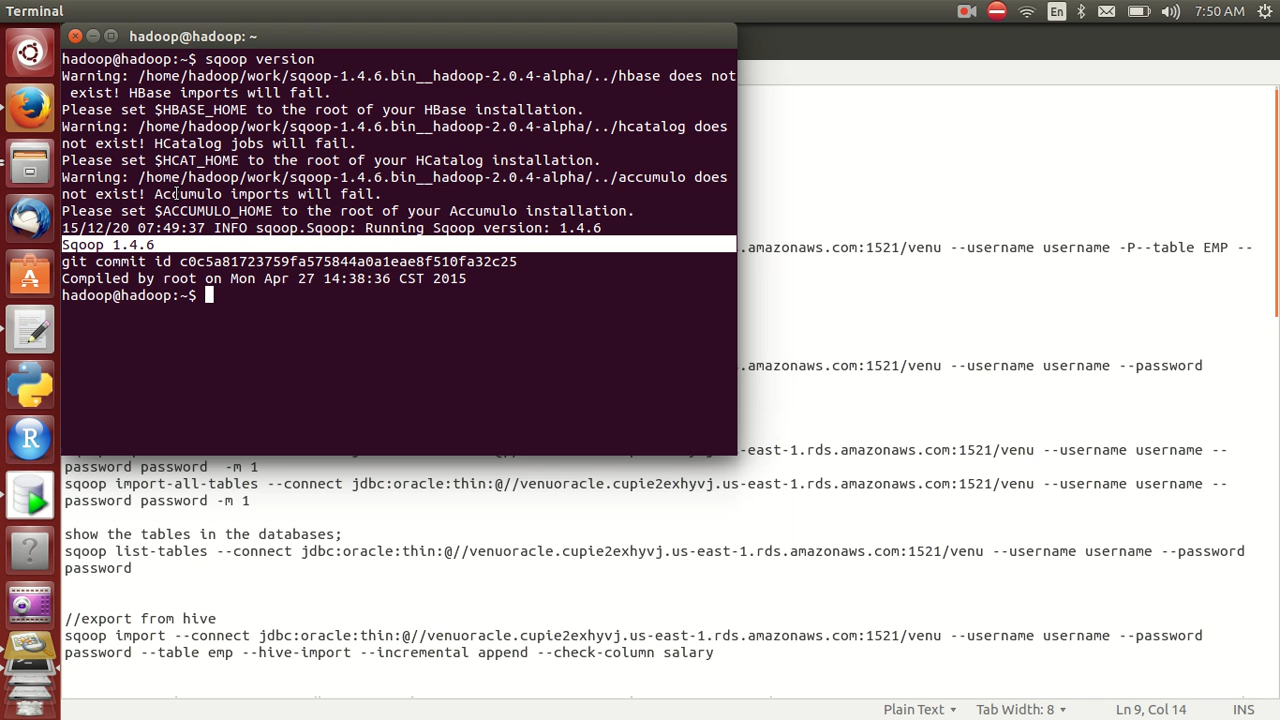 Terminal
En
7:50 AM
hadoop@hadoop: ~
hadoop@hadoop:~$ sqoop version
Warning: /home/hadoop/work/sqoop-1.4.6.bin__hadoop-2.0.4-alpha/../hbase does not
 exist! HBase imports will fail.
Please set $HBASE_HOME to the root of your HBase installation.
Warning: /home/hadoop/work/sqoop-1.4.6.bin__hadoop-2.0.4-alpha/../hcatalog does
not exist! HCatalog jobs will fail.
Please set $HCAT_HOME to the root of your HCatalog installation.
Warning: /home/hadoop/work/sqoop-1.4.6.bin__hadoop-2.0.4-alpha/../accumulo does
not exist! Accumulo imports will fail.
Please set $ACCUMULO_HOME to the root of your Accumulo installation.
15/12/20 07:49:37 INFO sqoop.Sqoop: Running Sqoop version: 1.4.6
Sqoop 1.4.6
git commit id c0c5a81723759fa575844a0a1eae8f510fa32c25
Compiled by root on Mon Apr 27 14:38:36 CST 2015
hadoop@hadoop:~$
.amazonaws.com:1521/venu --username username -P--table EMP --
.amazonaws.com:1521/venu --username username --password
-east-1.rds.amazonaws.com:1521/venu --username username --
password password  -m 1
sqoop import-all-tables --connect jdbc:oracle:thin:@//venuoracle.cupie2exhyvj.us-east-1.rds.amazonaws.com:1521/venu --username username --
password password -m 1
show the tables in the databases;
sqoop list-tables --connect jdbc:oracle:thin:@//venuoracle.cupie2exhyvj.us-east-1.rds.amazonaws.com:1521/venu --username username --password
password
//export from hive
sqoop import --connect jdbc:oracle:thin:@//venuoracle.cupie2exhyvj.us-east-1.rds.amazonaws.com:1521/venu --username username --password
password --table emp --hive-import --incremental append --check-column salary
Plain Text
Tab Width: 8
Ln 9, Col 14
INS